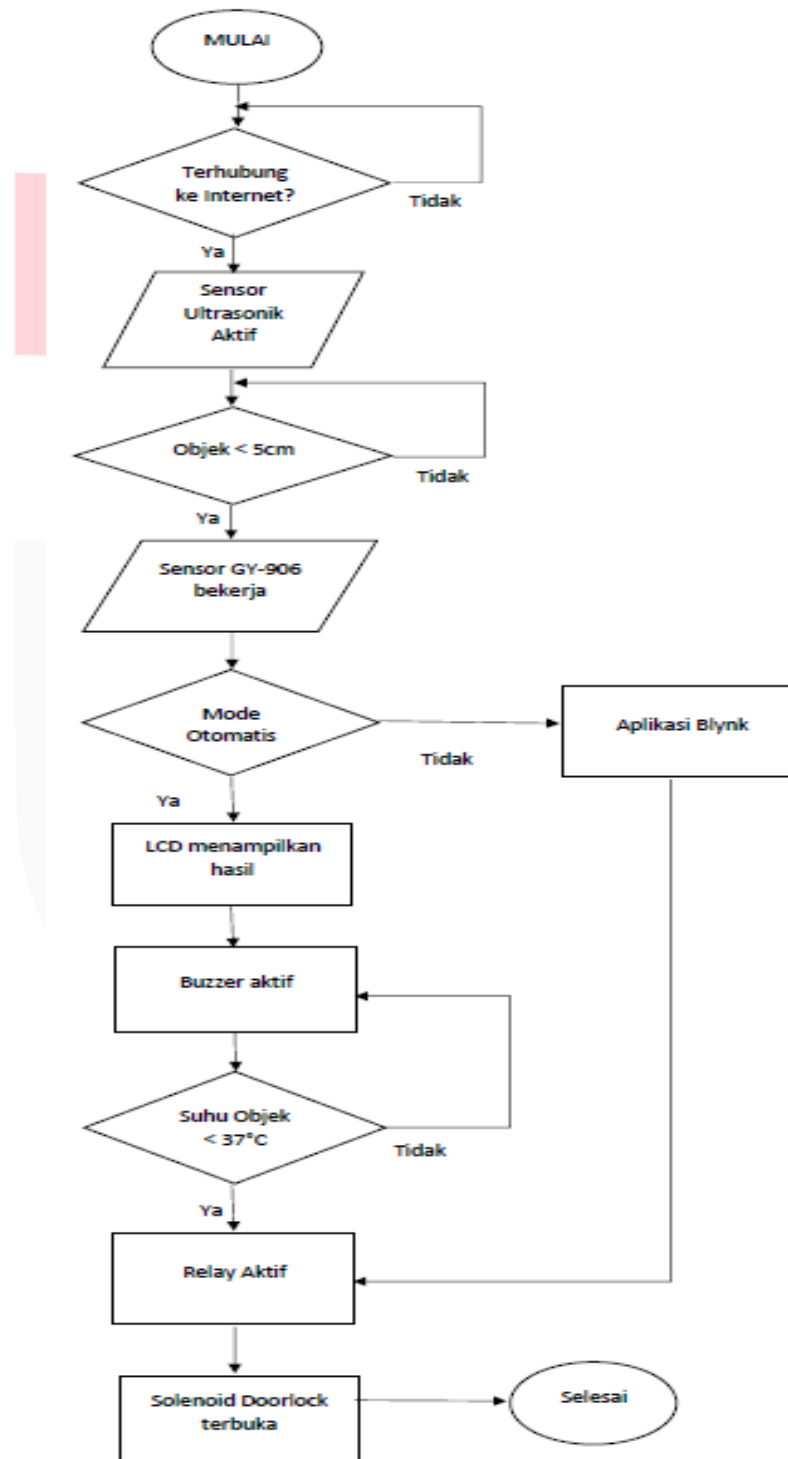 MULAI
Terhubung
ke Internet?
Tidak
Ya
Sensor
Ultrasonik
Aktif
Objek < 5cm
Tidak
Ya
Sensor GY-906
bekerja
Mode
Otomatis
Tidak
Aplikasi Blynk
Ya
LCD menampilkan
hasil
Buzzer aktif
Suhu Objek
< 37°C
Tidak
Ya
Relay Aktif
Solenoid Doorlock
terbuka
Selesai